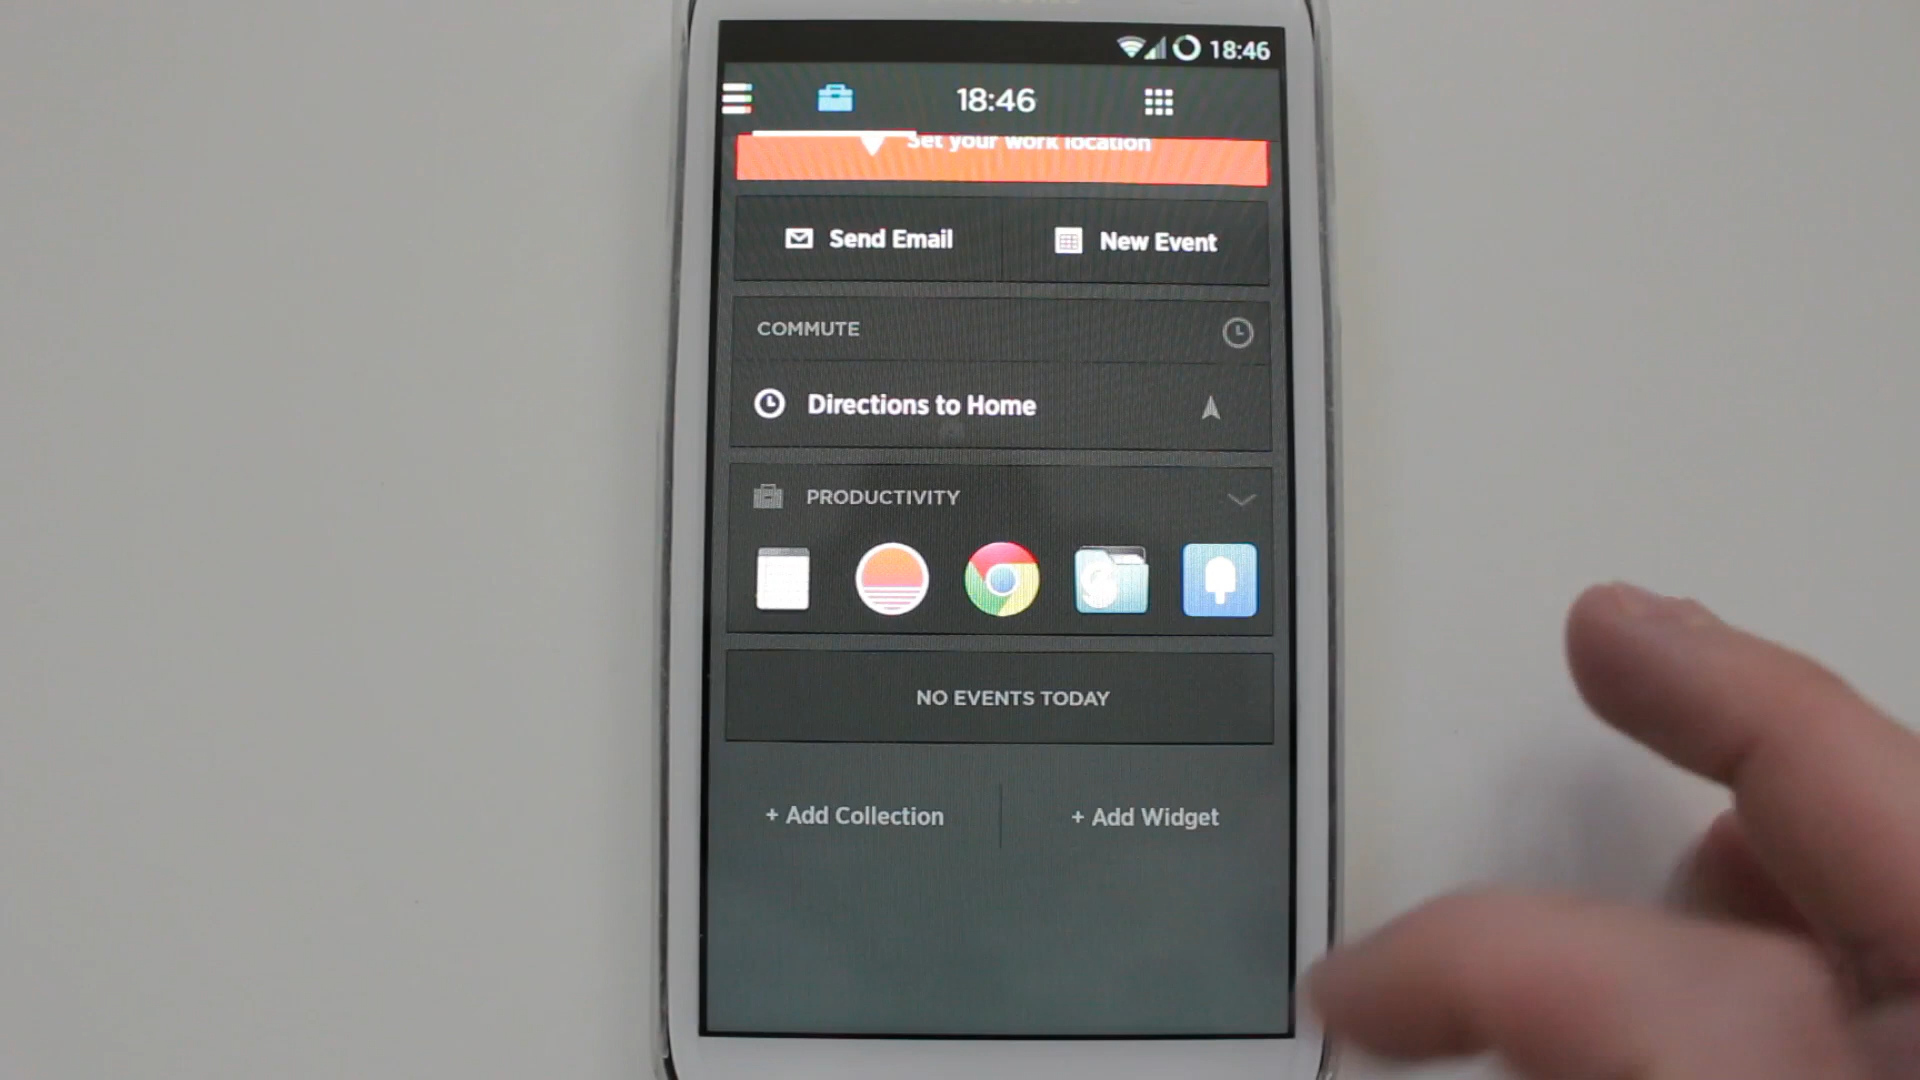 18:46
18:46
Set your work location
Send Email
New Event
COMMUTE
Directions to Home
PRODUCTIVITY
NO EVENTS TODAY
+ Add Collection
+ Add Widget